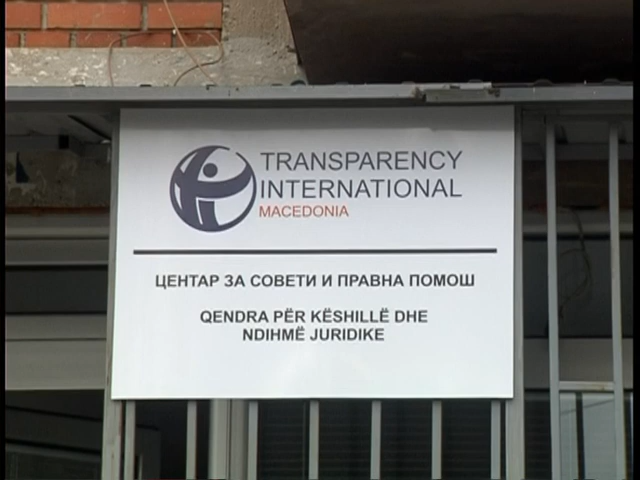 TRANSPARENCY
INTERNATIONAL
MACEDONIA
ЦЕНТАР ЗА СОВЕТИ И ПРАВНА ПОМОШ
QENDRA PËR KËSHILLË DHE
NDIHMË JURIDIKE